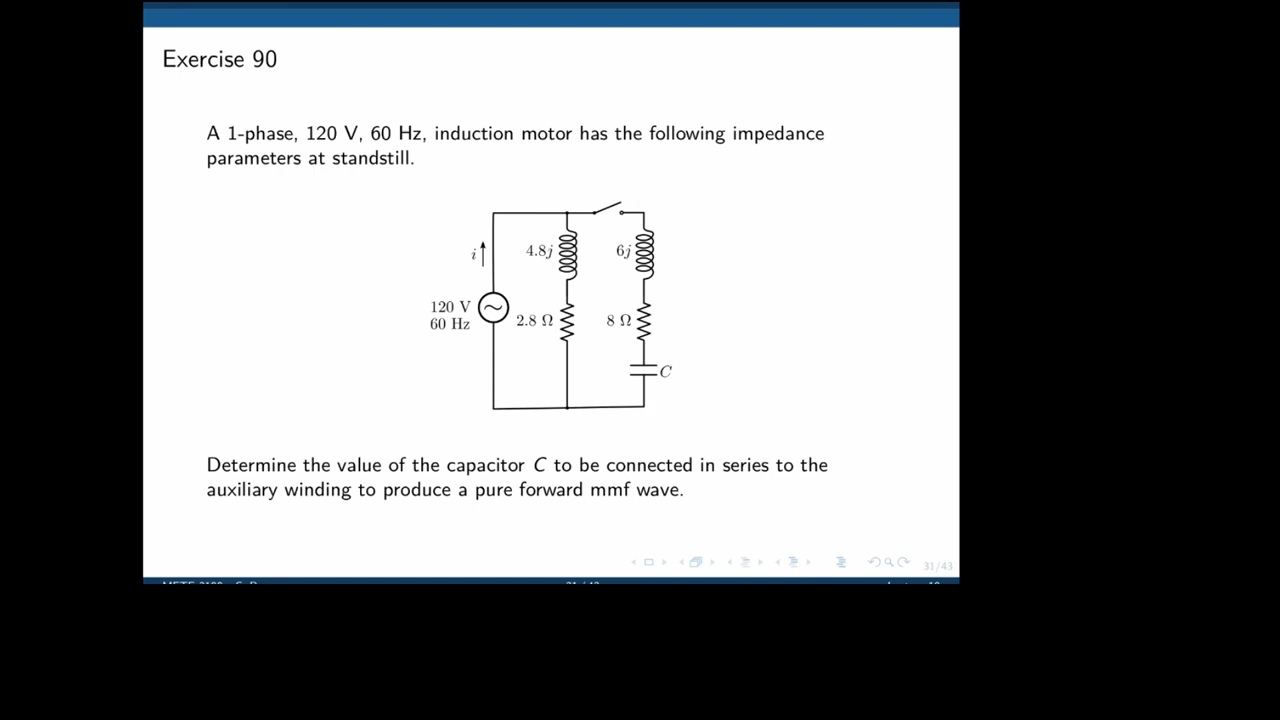 Exercise 90
A 1-phase, 120 V, 60 Hz, induction motor has the following impedance
parameters at standstill.
i
4.8j
6j
120 V
60 Hz
2.8 Ω
8 Ω
C
Determine the value of the capacitor C to be connected in series to the
auxiliary winding to produce a pure forward mmf wave.
31/43